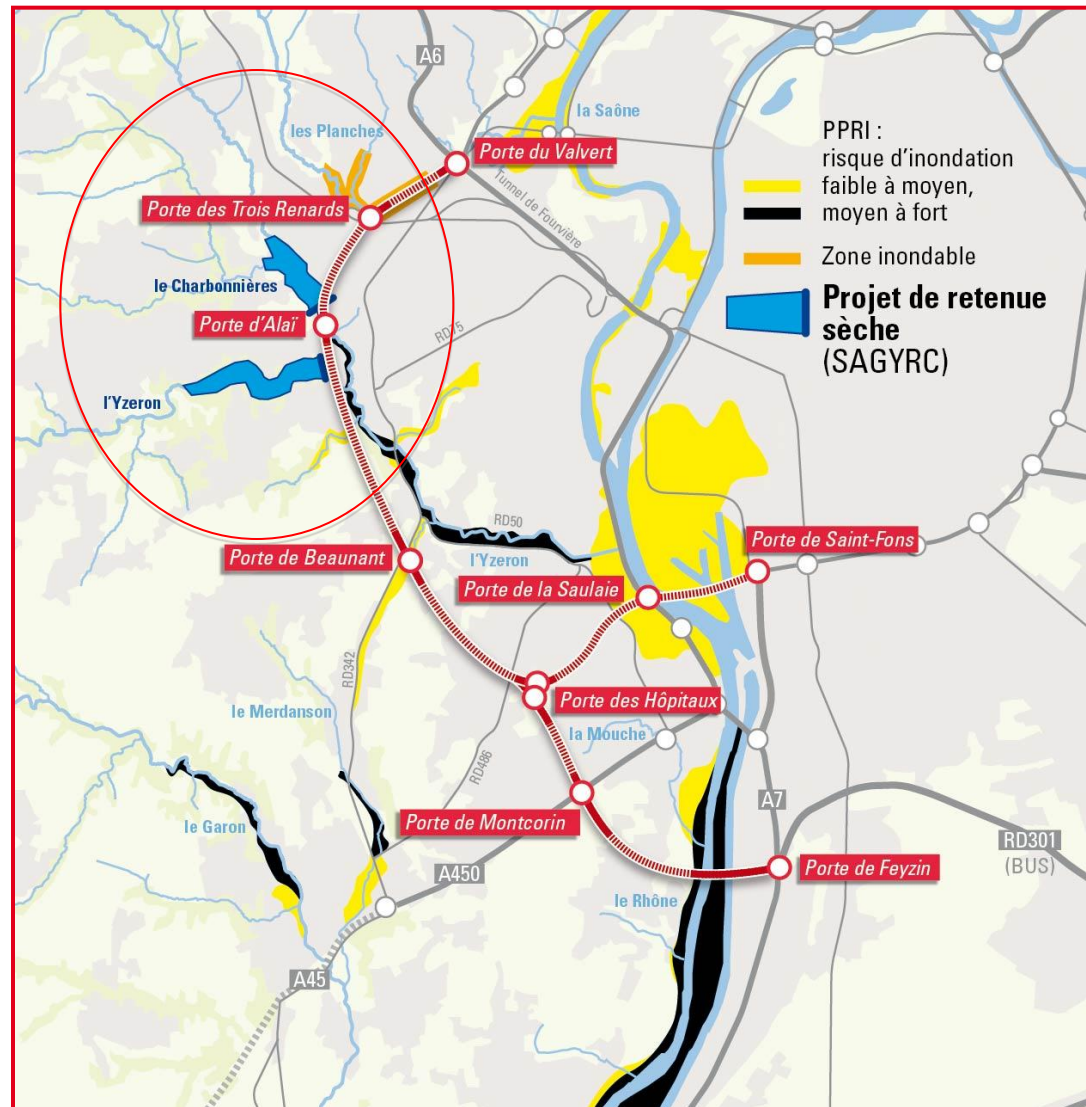 A6
les Planches
la Saône
Porte du Valvert
Tunnel de Fourvière
Porte des Trois Renards
le Charbonnières
Porte d'Alaï
RD75
l'Yzeron
PPRI :
risque d'inondation
faible à moyen,
moyen à fort
Zone inondable
Projet de retenue
sèche
(SAGYRC)
RD50
l'Yzeron
Porte de Beaunant
Porte de Saint-Fons
Porte de la Saulaie
RD342
Porte des Hôpitaux
le Merdanson
la Mouche
RD486
Porte de Montcorin
A7
le Garon
RD301
(BUS)
A450
Porte de Feyzin
le Rhône
A45